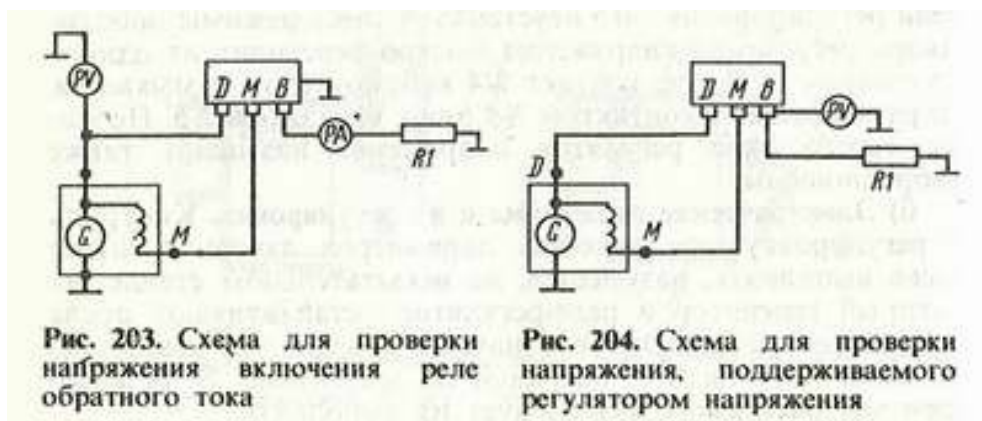 PV
D M B
PA
R1
G
M
D M B
PV
D
R1
G
M
Рис. 203. Схема для проверки
напряжения включения реле
обратного тока
Рис. 204. Схема для проверки
напряжения, поддерживаемого
регулятором напряжения